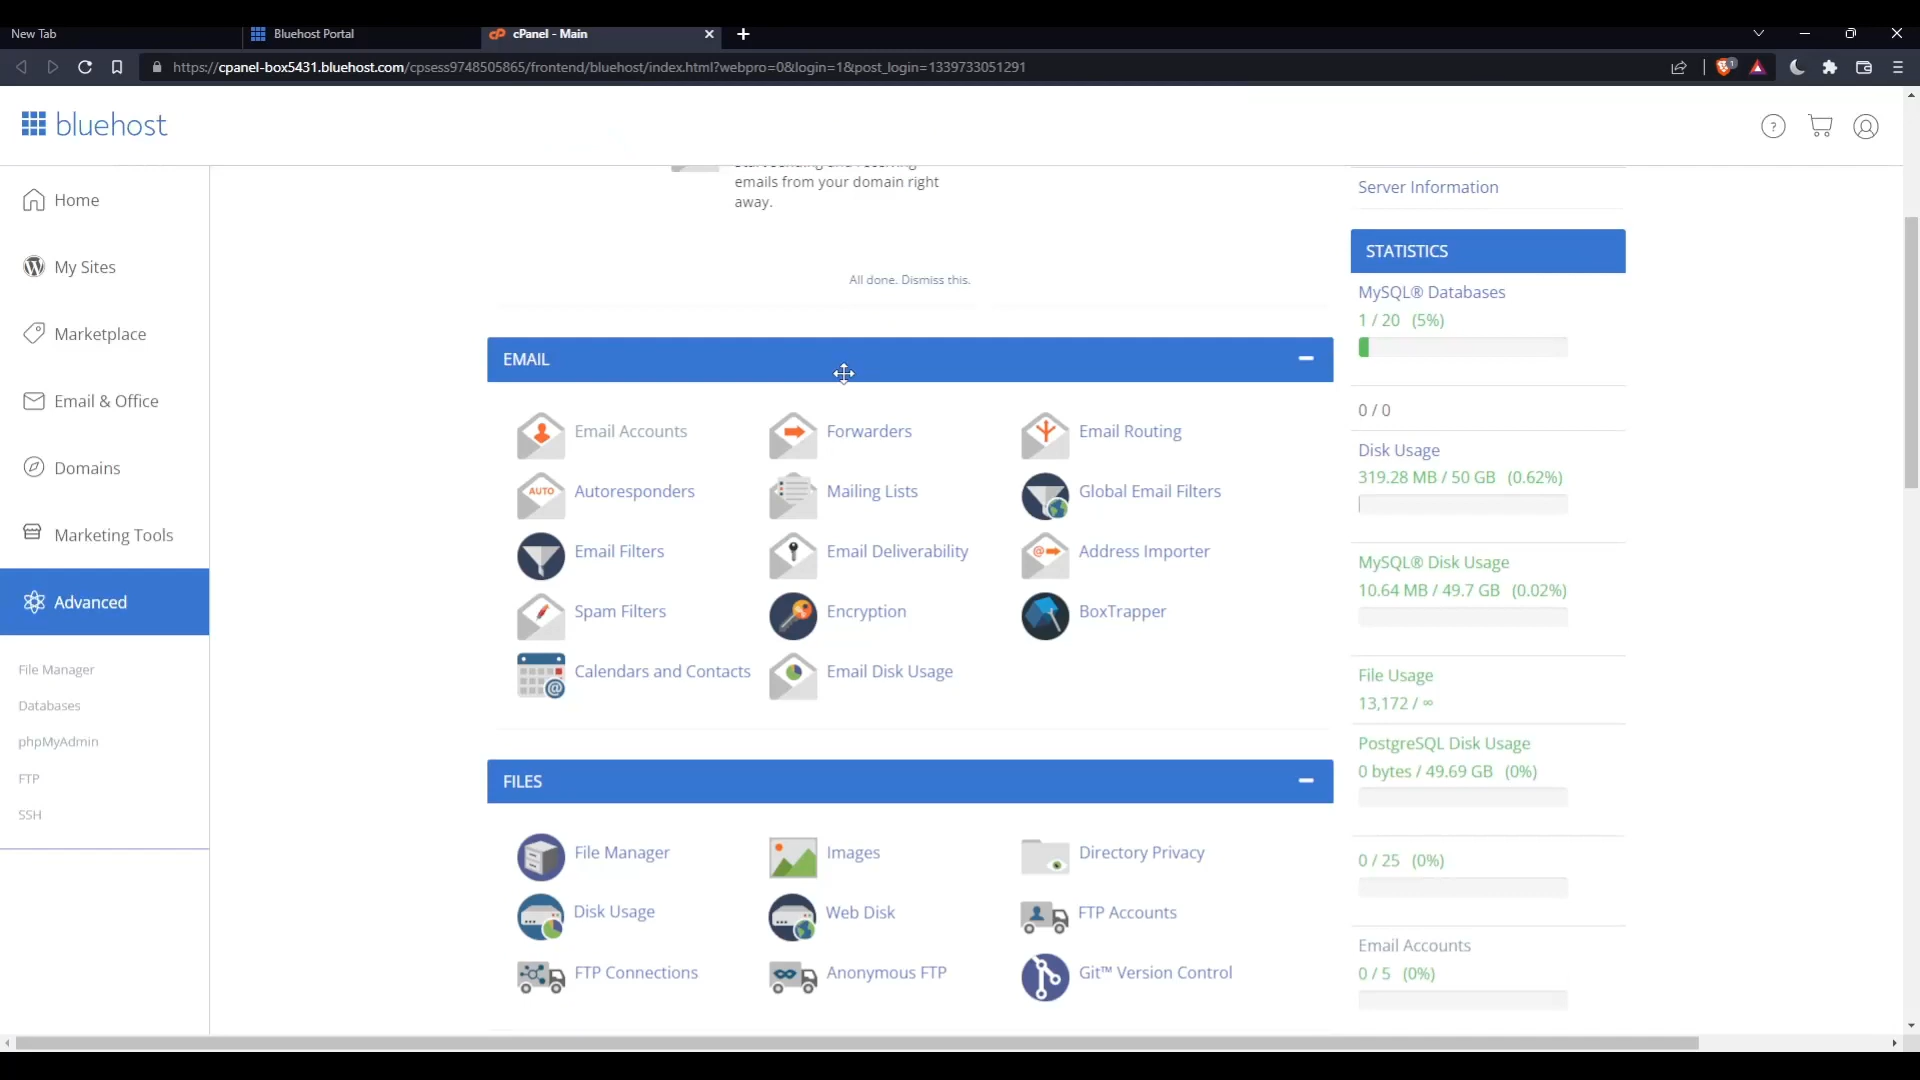 New Tab
Bluehost Portal
cPanel - Main
https://cpanel-box5431.bluehost.com/cpsess9748505865/frontend/bluehost/index.html?webpro=0&login=1&post_login=1339733051291
bluehost
Home
My Sites
Marketplace
Email & Office
Domains
Marketing Tools
Advanced
File Manager
Databases
phpMyAdmin
FTP
SSH
emails from your domain right
away.
All done. Dismiss this.
EMAIL
Email Accounts
Forwarders
Email Routing
AUTO
Autoresponders
Mailing Lists
Global Email Filters
Email Filters
Email Deliverability
Address Importer
Spam Filters
Encryption
BoxTrapper
Calendars and Contacts
Email Disk Usage
FILES
File Manager
Images
Directory Privacy
Disk Usage
Web Disk
FTP Accounts
FTP Connections
Anonymous FTP
Git™ Version Control
Server Information
STATISTICS
MySQL® Databases
1 / 20 (5%)
0 / 0
Disk Usage
319.28 MB / 50 GB (0.62%)
MySQL® Disk Usage
10.64 MB / 49.7 GB (0.02%)
File Usage
13,172 / ∞
PostgreSQL Disk Usage
0 bytes / 49.69 GB (0%)
0 / 25 (0%)
Email Accounts
0 / 5 (0%)